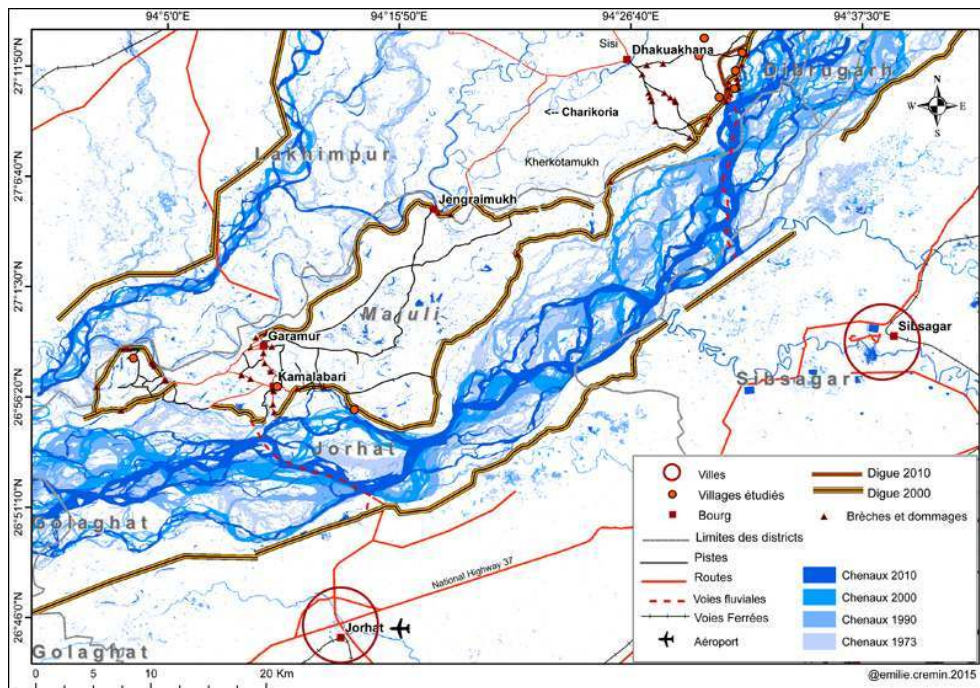 94°5'0"E
94°15'50"E
94°26'40"E
94°37'30"E
27°11'50"N
27°6'40"N
27°1'30"N
26°56'20"N
26°51'10"N
26°46'0"N
Sisi
Dhakuakhana
Dibrugarh
N
W E
S
<-- Charikoria
Lakhimpur
Kherkotamukh
Jengraimukh
Majuli
Garamur
Kamalabari
Sibsagar
Sibsagar
Jorhat
Golaghat
National Highway 37
Jorhat
Golaghat
Villes
Villages étudiés
Bourg
Limites des districts
Pistes
Routes
Voies fluviales
Voies Ferrées
Aéroport
Digue 2010
Digue 2000
Brèches et dommages
Chenaux 2010
Chenaux 2000
Chenaux 1990
Chenaux 1973
0 5 10 20 Km
@emilie.cremin.2015